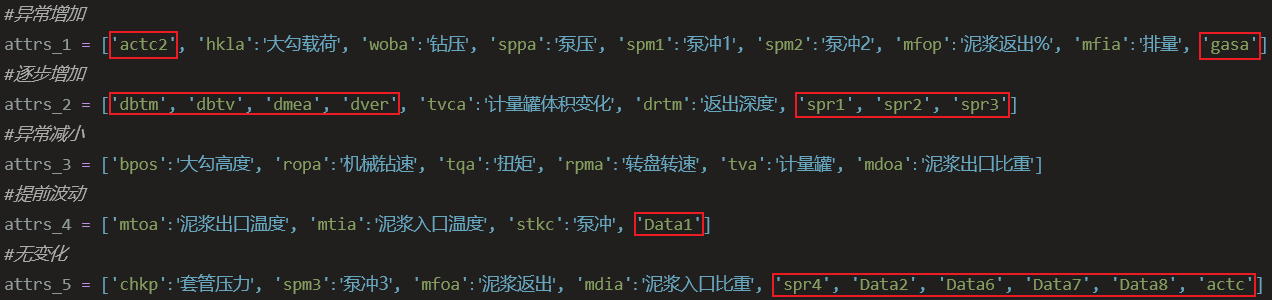 #异常增加
attrs_1 = ['actc2', 'hkla':'大勾载荷', 'woba':'钻压', 'sppa':'泵压', 'spm1':'泵冲1', 'spm2':'泵冲2', 'mfop':'泥浆返出%', 'mfia':'排量', 'gasa']
#逐步增加
attrs_2 = ['dbtm', 'dbtv', 'dmea', 'dver', 'tvca':'计量罐体积变化', 'drtm':'返出深度', 'spr1', 'spr2', 'spr3']
#异常减小
attrs_3 = ['bpos':'大勾高度', 'ropa':'机械钻速', 'tqa':'扭矩', 'rpma':'转盘转速', 'tva':'计量罐', 'mdoa':'泥浆出口比重']
#提前波动
attrs_4 = ['mtoa':'泥浆出口温度', 'mtia':'泥浆入口温度', 'stkc':'泵冲', 'Data1']
#无变化
attrs_5 = ['chkp':'套管压力', 'spm3':'泵冲3', 'mfoa':'泥浆返出', 'mdia':'泥浆入口比重', 'spr4', 'Data2', 'Data6', 'Data7', 'Data8', 'actc']